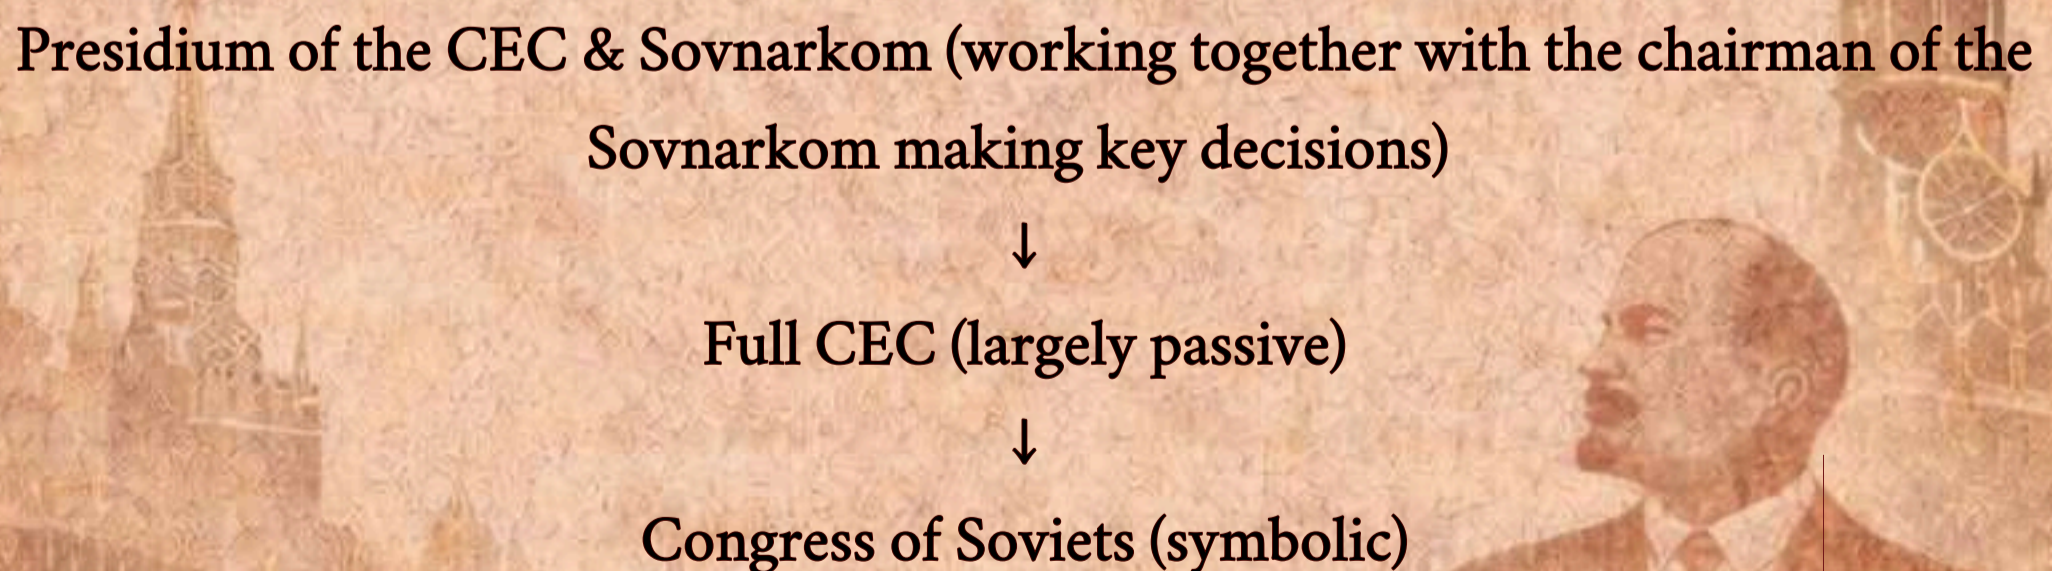 Presidium of the CEC & Sovnarkom (working together with the chairman of the
Sovnarkom making key decisions)
↓
Full CEC (largely passive)
↓
Congress of Soviets (symbolic)